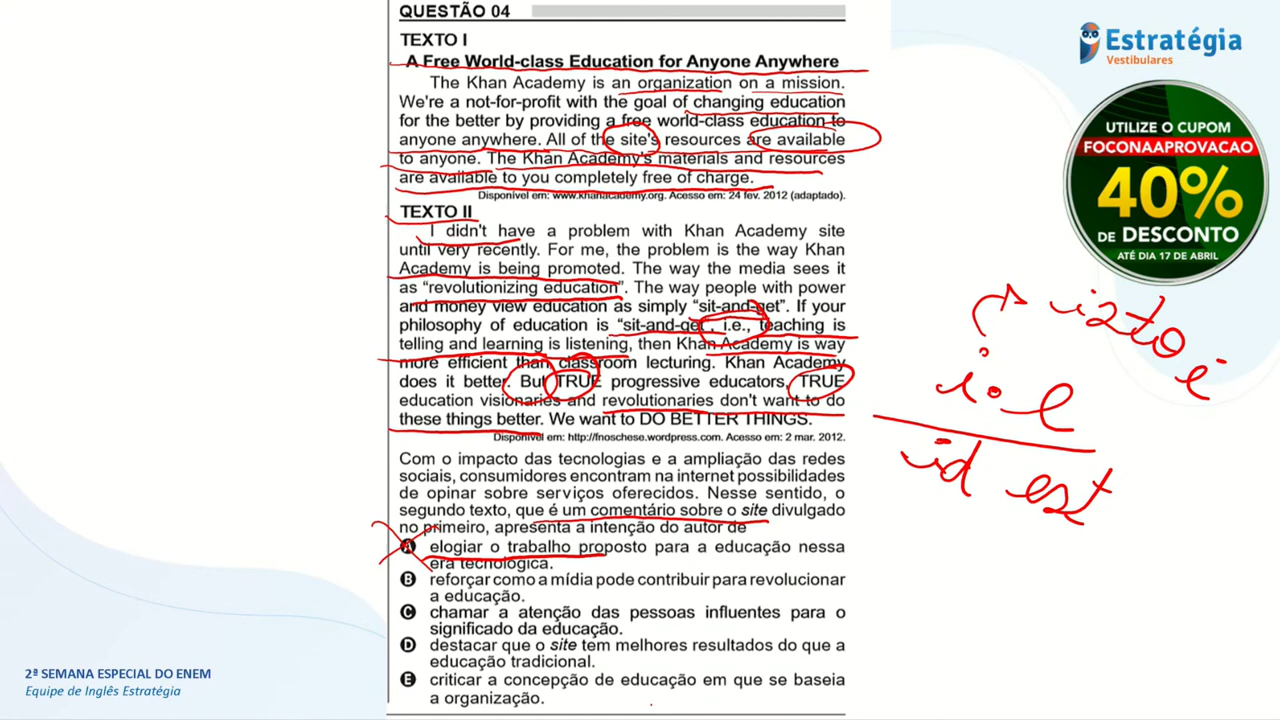 QUESTÃO 04
TEXTO I
A Free World-class Education for Anyone Anywhere
The Khan Academy is an organization on a mission.
We're a not-for-profit with the goal of changing education
for the better by providing a free world-class education to
anyone anywhere. All of the site's resources are available
to anyone. The Khan Academy's materials and resources
are available to you completely free of charge.
Disponível em: www.khanacademy.org. Acesso em: 24 fev. 2012 (adaptado).
TEXTO II
I didn't have a problem with Khan Academy site
until very recently. For me, the problem is the way Khan
Academy is being promoted. The way the media sees it
as “revolutionizing education”. The way people with power
and money view education as simply “sit-and-get”. If your
philosophy of education is “sit-and-get”, i.e., teaching is
telling and learning is listening, then Khan Academy is way
more efficient than classroom lecturing. Khan Academy
does it better. But TRUE progressive educators, TRUE
education visionaries and revolutionaries don't want to do
these things better. We want to DO BETTER THINGS.
Disponível em: http://fnoschese.wordpress.com. Acesso em: 2 mar. 2012.
Com o impacto das tecnologias e a ampliação das redes
sociais, consumidores encontram na internet possibilidades
de opinar sobre serviços oferecidos. Nesse sentido, o
segundo texto, que é um comentário sobre o site divulgado
no primeiro, apresenta a intenção do autor de
A elogiar o trabalho proposto para a educação nessa
era tecnológica.
B reforçar como a mídia pode contribuir para revolucionar
a educação.
C chamar a atenção das pessoas influentes para o
significado da educação.
D destacar que o site tem melhores resultados do que a
educação tradicional.
E criticar a concepção de educação em que se baseia
a organização.
Estratégia
Vestibulares
UTILIZE O CUPOM
FOCONAAPROVACAO
40%
DE DESCONTO
ATÉ DIA 17 DE ABRIL
isto é
i.e
id est
2ª SEMANA ESPECIAL DO ENEM
Equipe de Inglês Estratégia